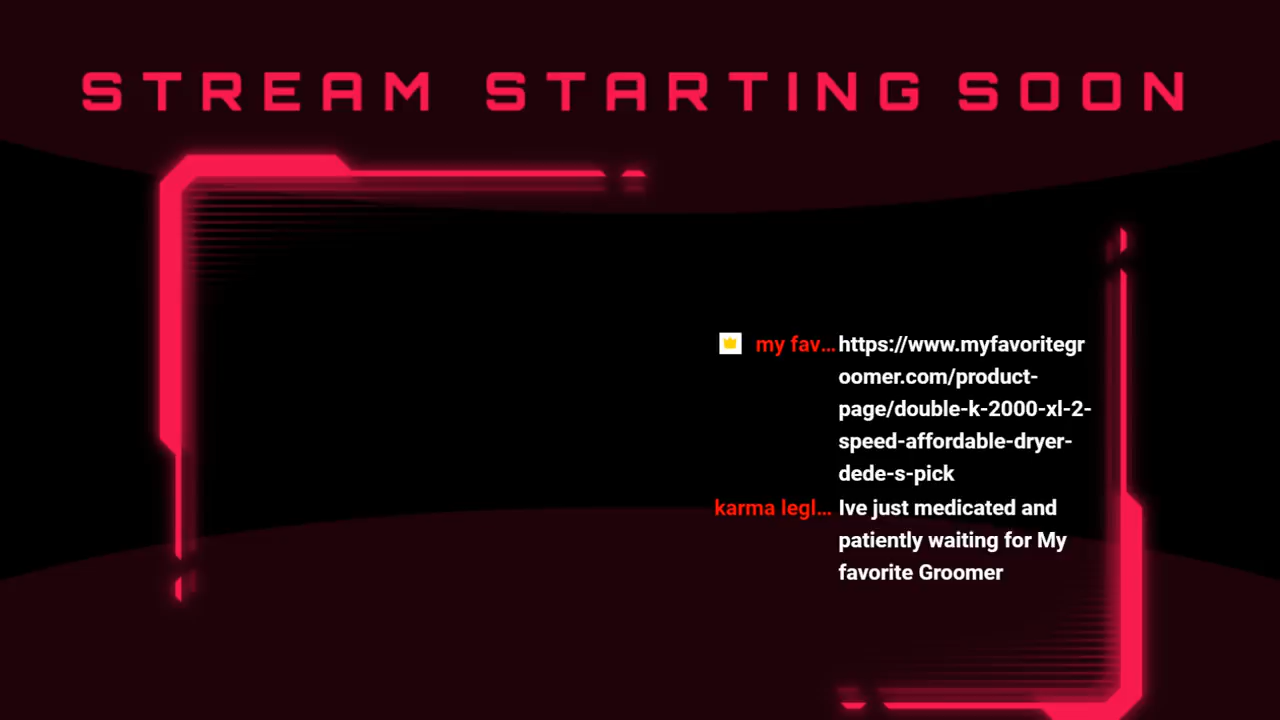 STREAM STARTING SOON
my fav… https://www.myfavoritegr
oomer.com/product-
page/double-k-2000-xl-2-
speed-affordable-dryer-
dede-s-pick
karma legl… Ive just medicated and
patiently waiting for My
favorite Groomer